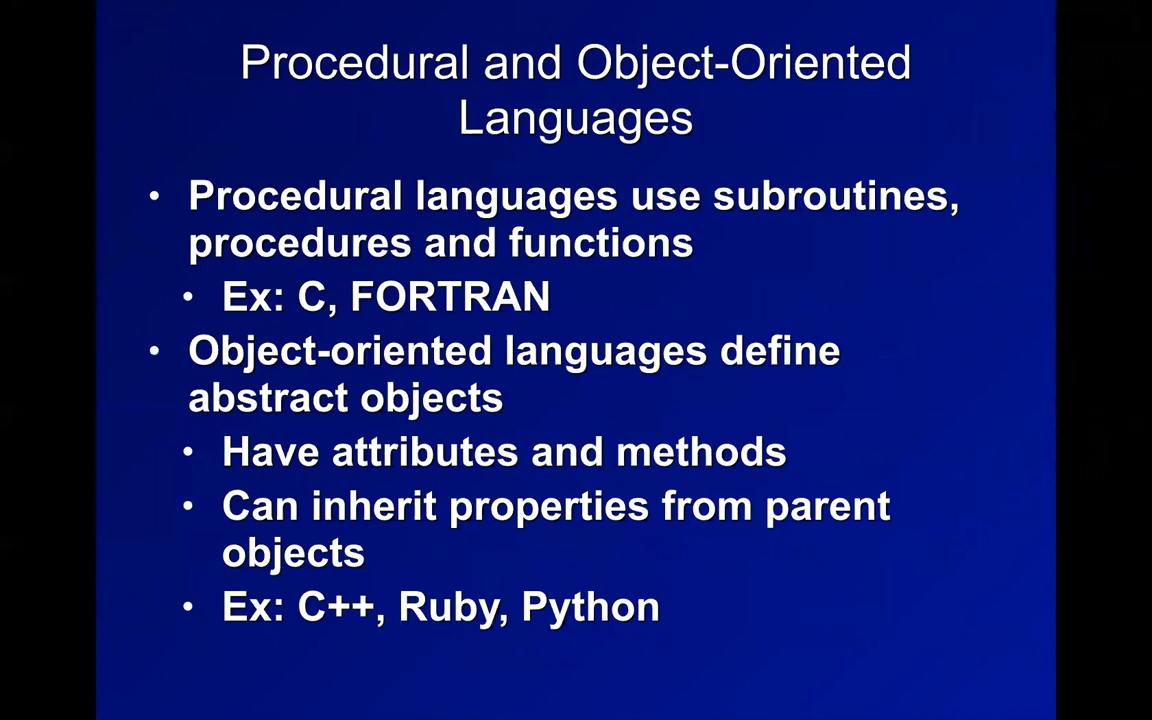 Procedural and Object-Oriented
Languages
• Procedural languages use subroutines,
procedures and functions
• Ex: C, FORTRAN
• Object-oriented languages define
abstract objects
• Have attributes and methods
• Can inherit properties from parent
objects
• Ex: C++, Ruby, Python